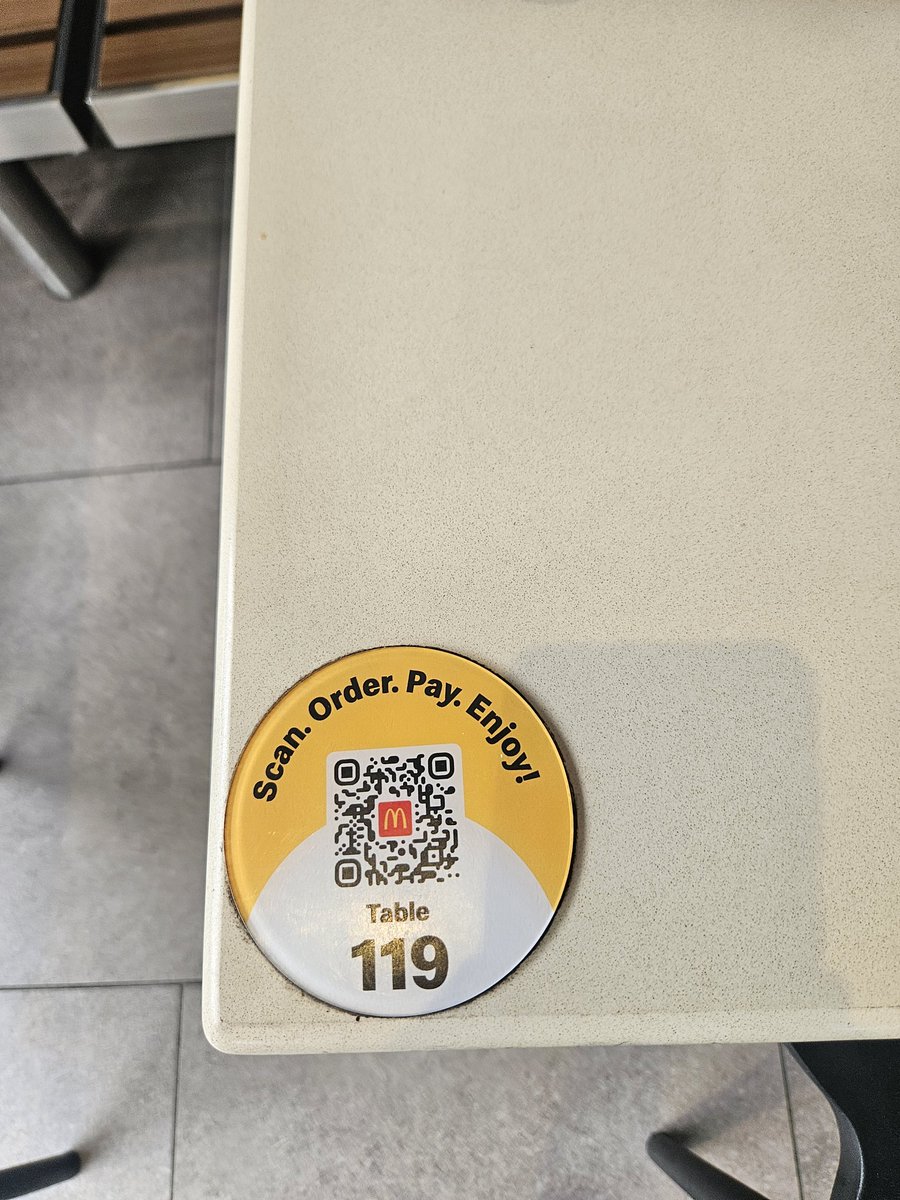 Scan. Order. Pay. Enjoy!
Table
119